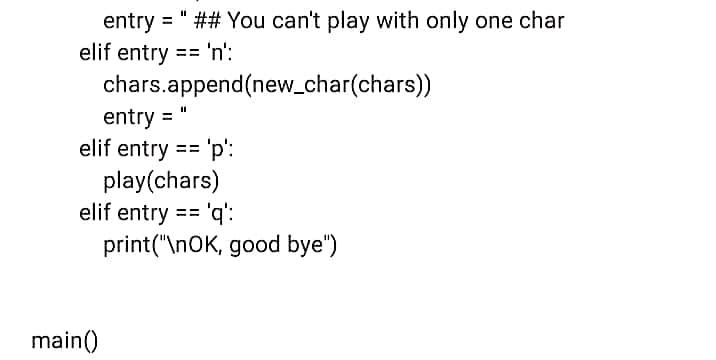 entry = " ## You can't play with only one char
elif entry == 'n':
chars.append(new_char(chars))
entry = "
elif entry == 'p':
play(chars)
elif entry == 'q':
print("\nOK, good bye")
main()